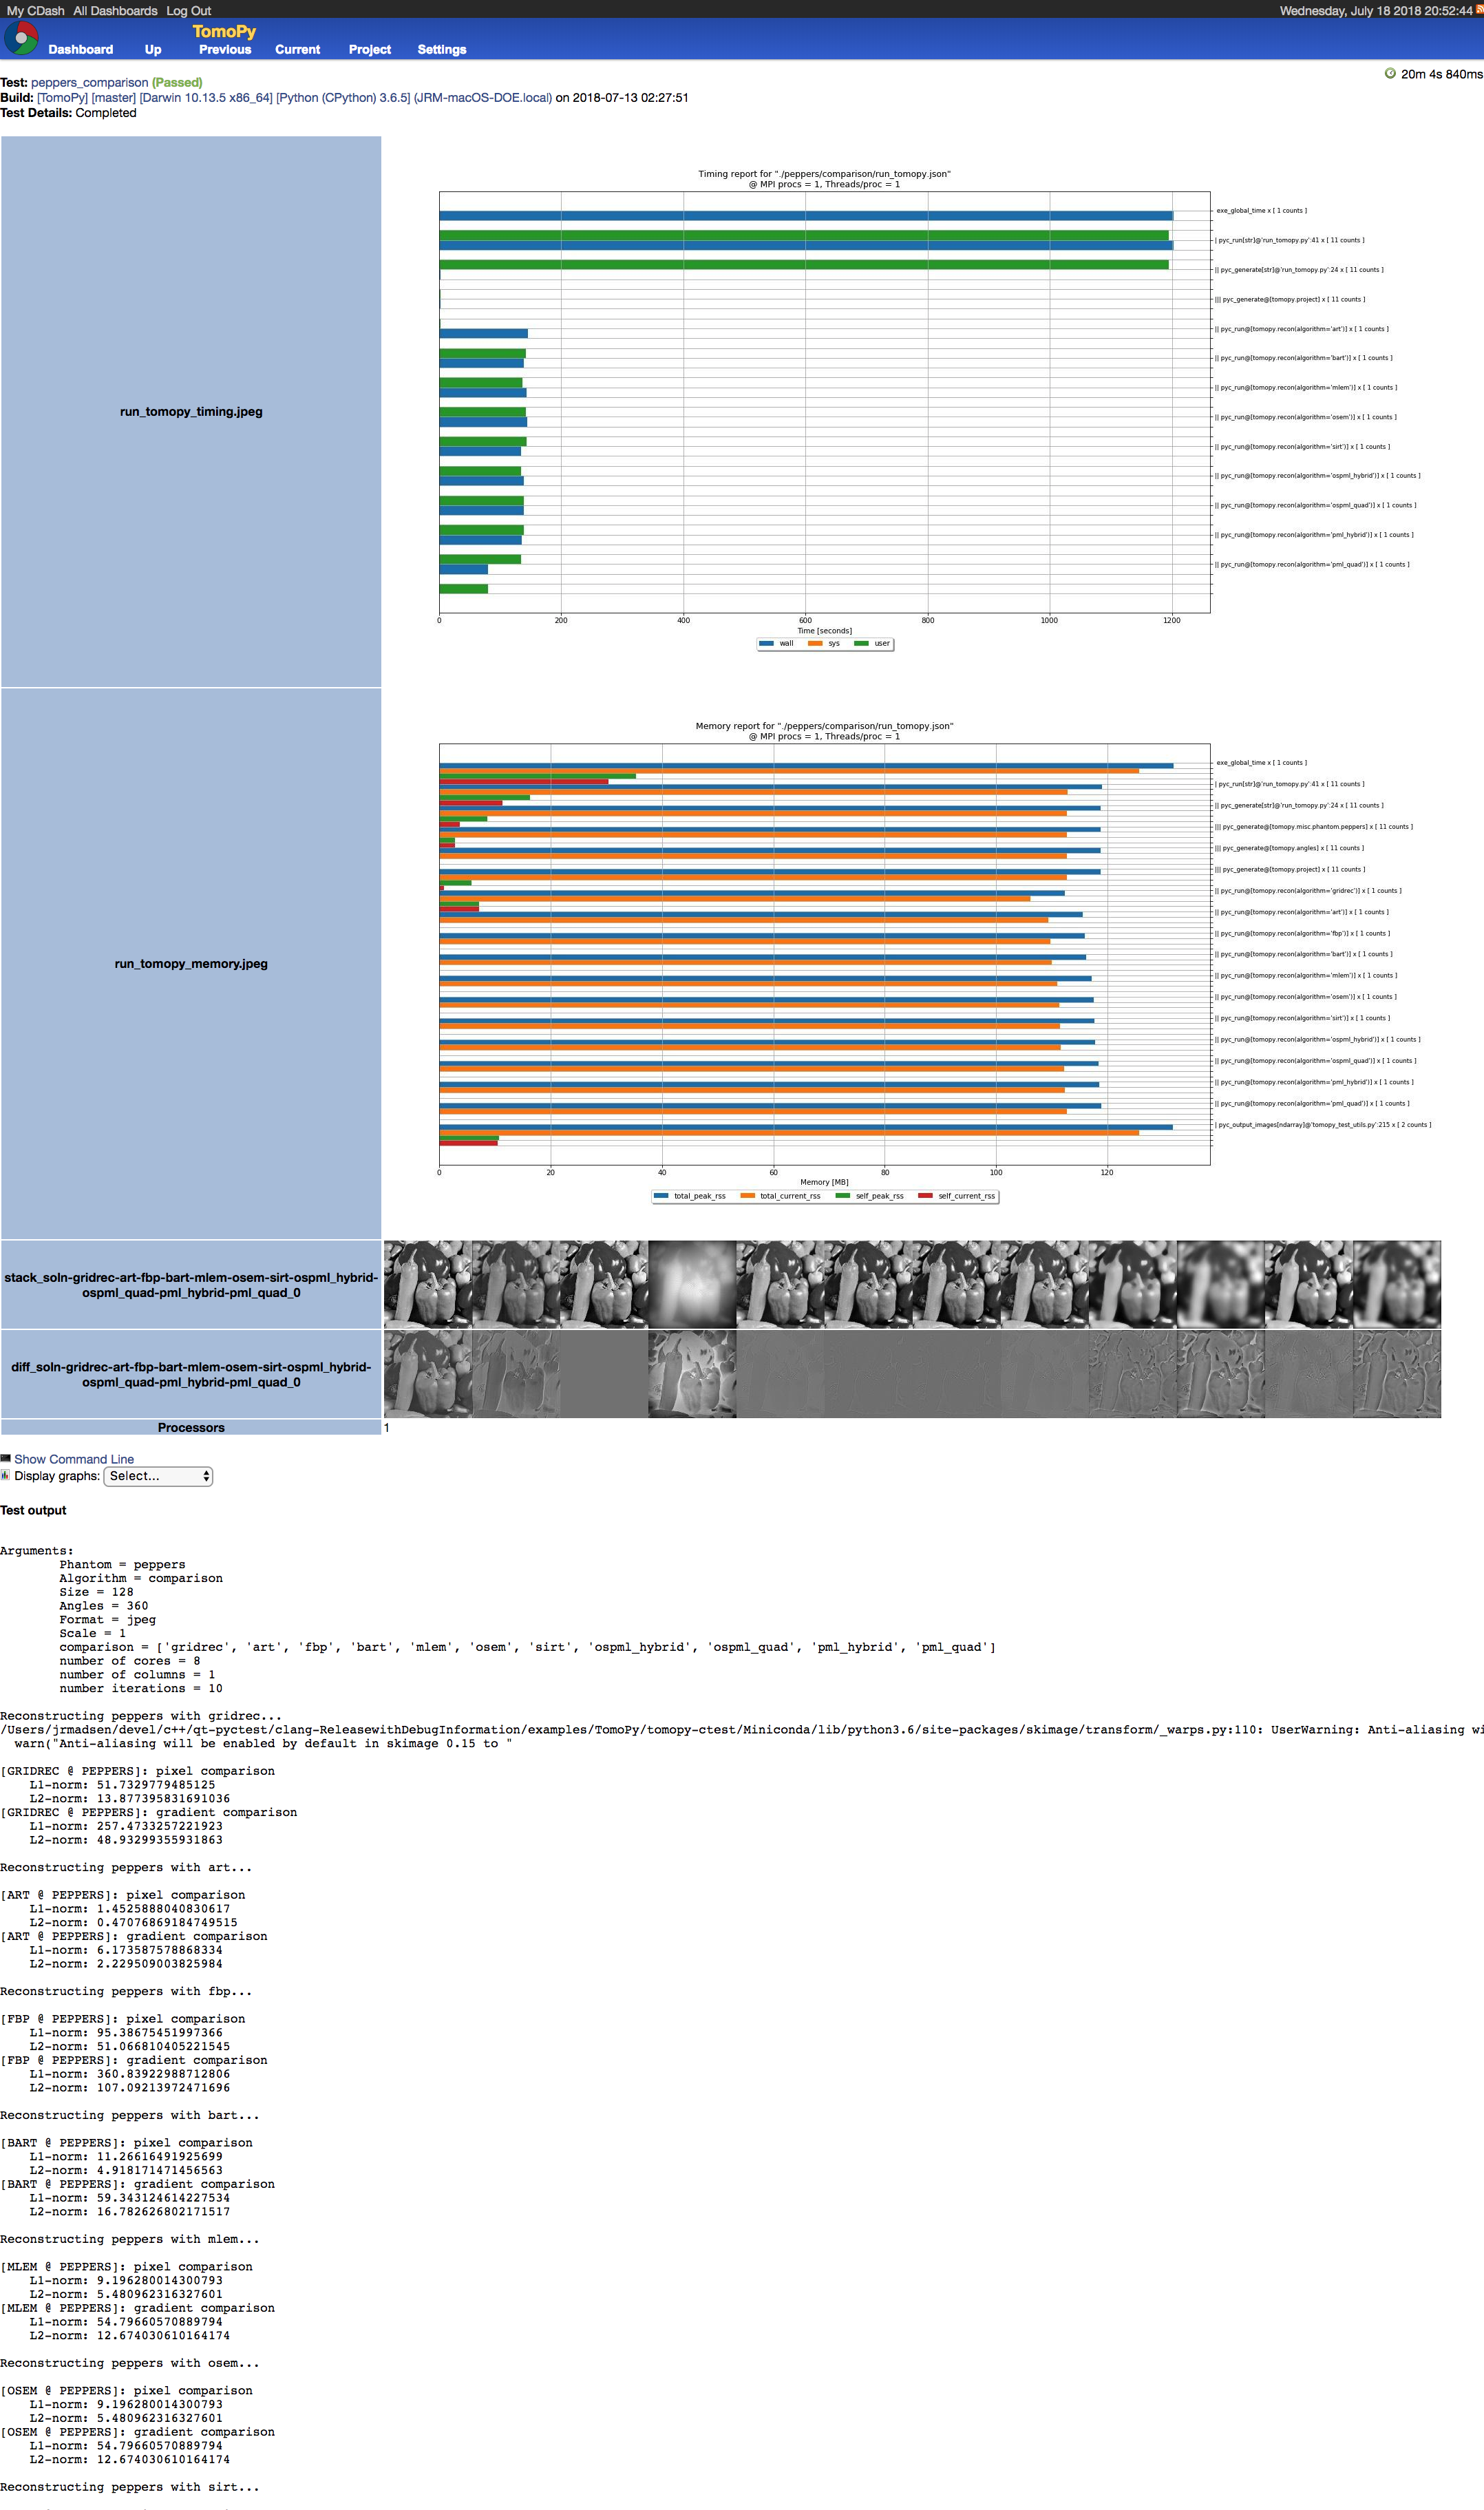 My CDash All Dashboards Log Out
Wednesday, July 18 2018 20:52:44
TomoPy
Dashboard Up Previous Current Project Settings
20m 4s 840ms
Test: peppers_comparison (Passed)
Build: [TomoPy] [master] [Darwin 10.13.5 x86_64] [Python (CPython) 3.6.5] (JRM-macOS-DOE.local) on 2018-07-13 02:27:51
Test Details: Completed
run_tomopy_timing.jpeg
Timing report for "./peppers/comparison/run_tomopy.json"
@ MPI procs = 1, Threads/proc = 1
exe_global_time x [ 1 counts ]
| pyc_run[str]@'run_tomopy.py':41 x [ 11 counts ]
|| pyc_generate[str]@'run_tomopy.py':24 x [ 11 counts ]
||| pyc_generate@[tomopy.project] x [ 11 counts ]
|| pyc_run@[tomopy.recon(algorithm='art')] x [ 1 counts ]
|| pyc_run@[tomopy.recon(algorithm='bart')] x [ 1 counts ]
|| pyc_run@[tomopy.recon(algorithm='mlem')] x [ 1 counts ]
|| pyc_run@[tomopy.recon(algorithm='osem')] x [ 1 counts ]
|| pyc_run@[tomopy.recon(algorithm='sirt')] x [ 1 counts ]
|| pyc_run@[tomopy.recon(algorithm='ospml_hybrid')] x [ 1 counts ]
|| pyc_run@[tomopy.recon(algorithm='ospml_quad')] x [ 1 counts ]
|| pyc_run@[tomopy.recon(algorithm='pml_hybrid')] x [ 1 counts ]
|| pyc_run@[tomopy.recon(algorithm='pml_quad')] x [ 1 counts ]
0 200 400 600 800 1000 1200
Time [seconds]
wall sys user
run_tomopy_memory.jpeg
Memory report for "./peppers/comparison/run_tomopy.json"
@ MPI procs = 1, Threads/proc = 1
exe_global_time x [ 1 counts ]
| pyc_run[str]@'run_tomopy.py':41 x [ 11 counts ]
|| pyc_generate[str]@'run_tomopy.py':24 x [ 11 counts ]
||| pyc_generate@[tomopy.misc.phantom.peppers] x [ 11 counts ]
||| pyc_generate@[tomopy.angles] x [ 11 counts ]
||| pyc_generate@[tomopy.project] x [ 11 counts ]
|| pyc_run@[tomopy.recon(algorithm='gridrec')] x [ 1 counts ]
|| pyc_run@[tomopy.recon(algorithm='art')] x [ 1 counts ]
|| pyc_run@[tomopy.recon(algorithm='fbp')] x [ 1 counts ]
|| pyc_run@[tomopy.recon(algorithm='bart')] x [ 1 counts ]
|| pyc_run@[tomopy.recon(algorithm='mlem')] x [ 1 counts ]
|| pyc_run@[tomopy.recon(algorithm='osem')] x [ 1 counts ]
|| pyc_run@[tomopy.recon(algorithm='sirt')] x [ 1 counts ]
|| pyc_run@[tomopy.recon(algorithm='ospml_hybrid')] x [ 1 counts ]
|| pyc_run@[tomopy.recon(algorithm='ospml_quad')] x [ 1 counts ]
|| pyc_run@[tomopy.recon(algorithm='pml_hybrid')] x [ 1 counts ]
|| pyc_run@[tomopy.recon(algorithm='pml_quad')] x [ 1 counts ]
| pyc_output_images[ndarray]@'tomopy_test_utils.py':215 x [ 2 counts ]
0 20 40 60 80 100 120
Memory [MB]
total_peak_rss total_current_rss self_peak_rss self_current_rss
stack_soln-gridrec-art-fbp-bart-mlem-osem-sirt-ospml_hybrid-
ospml_quad-pml_hybrid-pml_quad_0
diff_soln-gridrec-art-fbp-bart-mlem-osem-sirt-ospml_hybrid-
ospml_quad-pml_hybrid-pml_quad_0
Processors 1
Show Command Line
Display graphs: Select...
Test output
Arguments:
Phantom = peppers
Algorithm = comparison
Size = 128
Angles = 360
Format = jpeg
Scale = 1
comparison = ['gridrec', 'art', 'fbp', 'bart', 'mlem', 'osem', 'sirt', 'ospml_hybrid', 'ospml_quad', 'pml_hybrid', 'pml_quad']
number of cores = 8
number of columns = 1
number iterations = 10
Reconstructing peppers with gridrec...
/Users/jrmadsen/devel/c++/qt-pyctest/clang-ReleasewithDebugInformation/examples/TomoPy/tomopy-ctest/Miniconda/lib/python3.6/site-packages/skimage/transform/_warps.py:110: UserWarning: Anti-aliasing wi
warn("Anti-aliasing will be enabled by default in skimage 0.15 to "
[GRIDREC @ PEPPERS]: pixel comparison
L1-norm: 51.7329779485125
L2-norm: 13.877395831691036
[GRIDREC @ PEPPERS]: gradient comparison
L1-norm: 257.4733257221923
L2-norm: 48.93299355931863
Reconstructing peppers with art...
[ART @ PEPPERS]: pixel comparison
L1-norm: 1.4525888040830617
L2-norm: 0.47076869184749515
[ART @ PEPPERS]: gradient comparison
L1-norm: 6.173587578868334
L2-norm: 2.229509003825984
Reconstructing peppers with fbp...
[FBP @ PEPPERS]: pixel comparison
L1-norm: 95.38675451997366
L2-norm: 51.066810405221545
[FBP @ PEPPERS]: gradient comparison
L1-norm: 360.83922988712806
L2-norm: 107.09213972471696
Reconstructing peppers with bart...
[BART @ PEPPERS]: pixel comparison
L1-norm: 11.26616491925699
L2-norm: 4.918171471456563
[BART @ PEPPERS]: gradient comparison
L1-norm: 59.343124614227534
L2-norm: 16.782626802171517
Reconstructing peppers with mlem...
[MLEM @ PEPPERS]: pixel comparison
L1-norm: 9.196280014300793
L2-norm: 5.480962316327601
[MLEM @ PEPPERS]: gradient comparison
L1-norm: 54.79660570889794
L2-norm: 12.674030610164174
Reconstructing peppers with osem...
[OSEM @ PEPPERS]: pixel comparison
L1-norm: 9.196280014300793
L2-norm: 5.480962316327601
[OSEM @ PEPPERS]: gradient comparison
L1-norm: 54.79660570889794
L2-norm: 12.674030610164174
Reconstructing peppers with sirt...